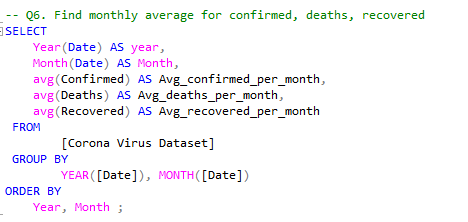 -- Q6. Find monthly average for confirmed, deaths, recovered
SELECT
Year(Date) AS year,
Month(Date) AS Month,
avg(Confirmed) AS Avg_confirmed_per_month,
avg(Deaths) AS Avg_deaths_per_month,
avg(Recovered) AS Avg_recovered_per_month
FROM
[Corona Virus Dataset]
GROUP BY
YEAR([Date]), MONTH([Date])
ORDER BY
Year, Month ;